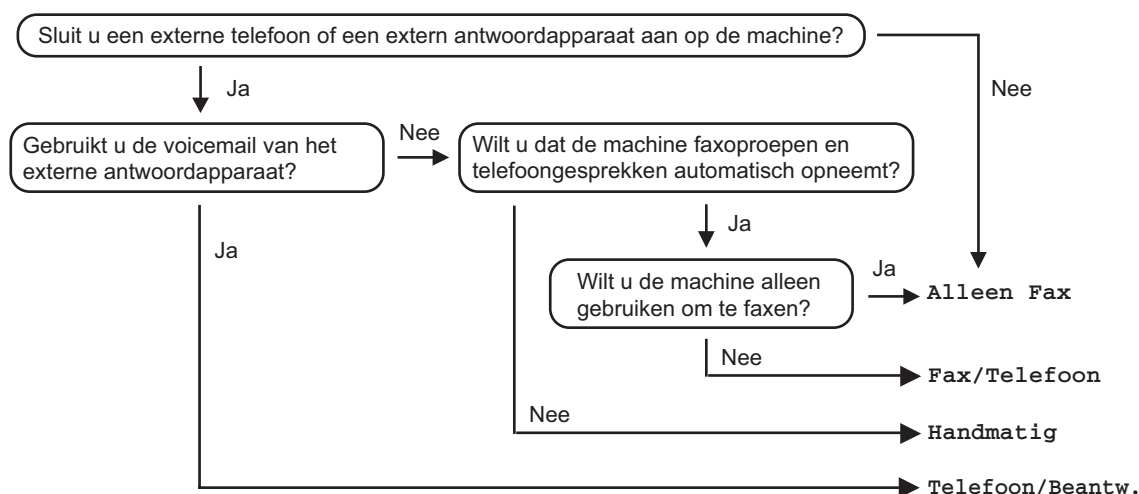 Sluit u een externe telefoon of een extern antwoordapparaat aan op de machine?
Ja
Nee
Gebruikt u de voicemail van het
externe antwoordapparaat?
Nee
Wilt u dat de machine faxoproepen en
telefoongesprekken automatisch opneemt?
Ja
Ja
Wilt u de machine alleen
gebruiken om te faxen?
Ja
Alleen Fax
Nee
Fax/Telefoon
Nee
Handmatig
Telefoon/Beantw.